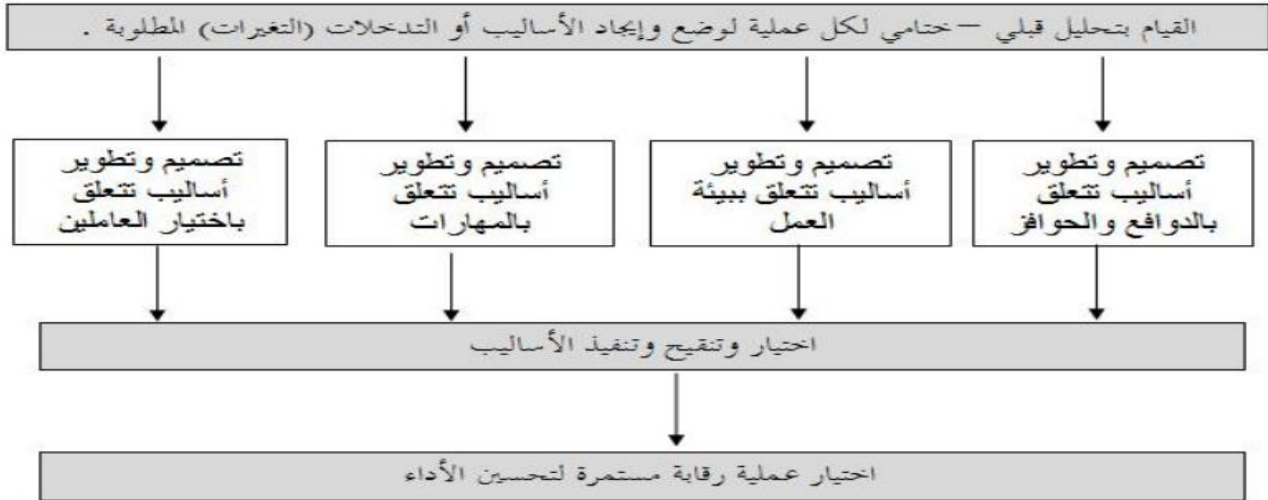 القيام بتحليل قبلي – ختامي لكل عملية لوضع وإيجاد الأساليب أو التدخلات (التغيرات) المطلوبة .
تصميم وتطوير
أساليب تتعلق
بالدوافع والحوافز
تصميم وتطوير
أساليب تتعلق ببيئة
العمل
تصميم وتطوير
أساليب تتعلق
بالمهارات
تصميم وتطوير
أساليب تتعلق
باختيار العاملين
اختيار وتنقيح وتنفيذ الأساليب
اختيار عملية رقابة مستمرة لتحسين الأداء